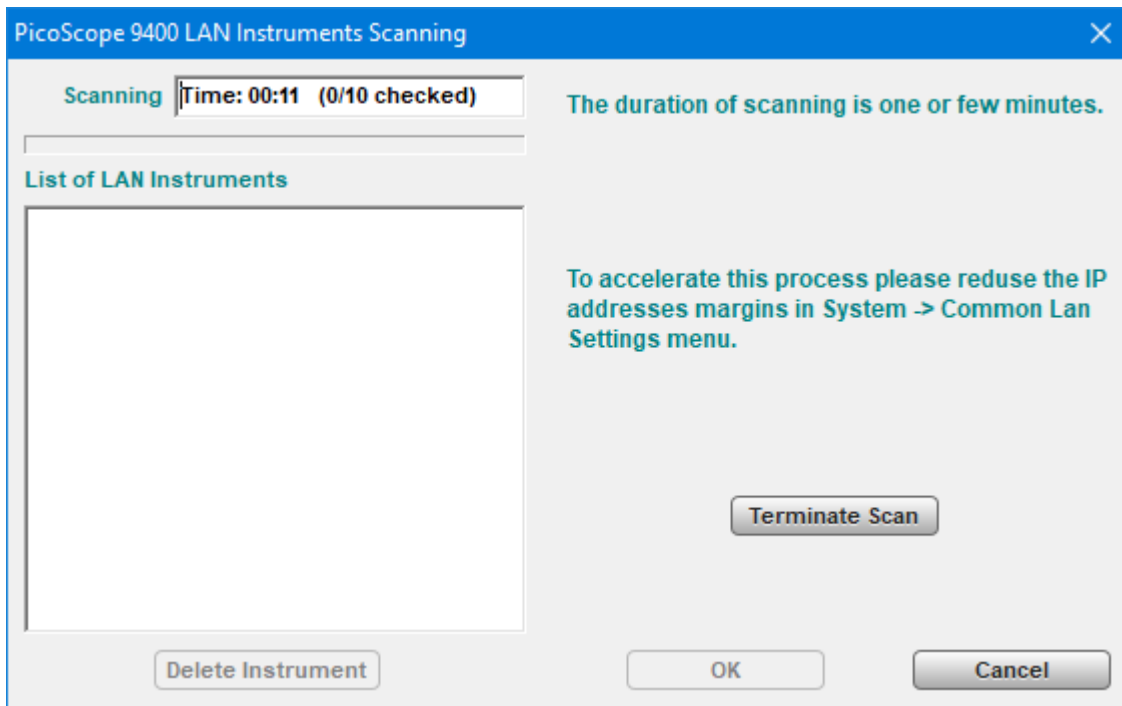 PicoScope 9400 LAN Instruments Scanning
Scanning Time: 00:11 (0/10 checked)
The duration of scanning is one or few minutes.
List of LAN Instruments
To accelerate this process please reduse the IP
addresses margins in System -> Common Lan
Settings menu.
Terminate Scan
Delete Instrument
OK
Cancel